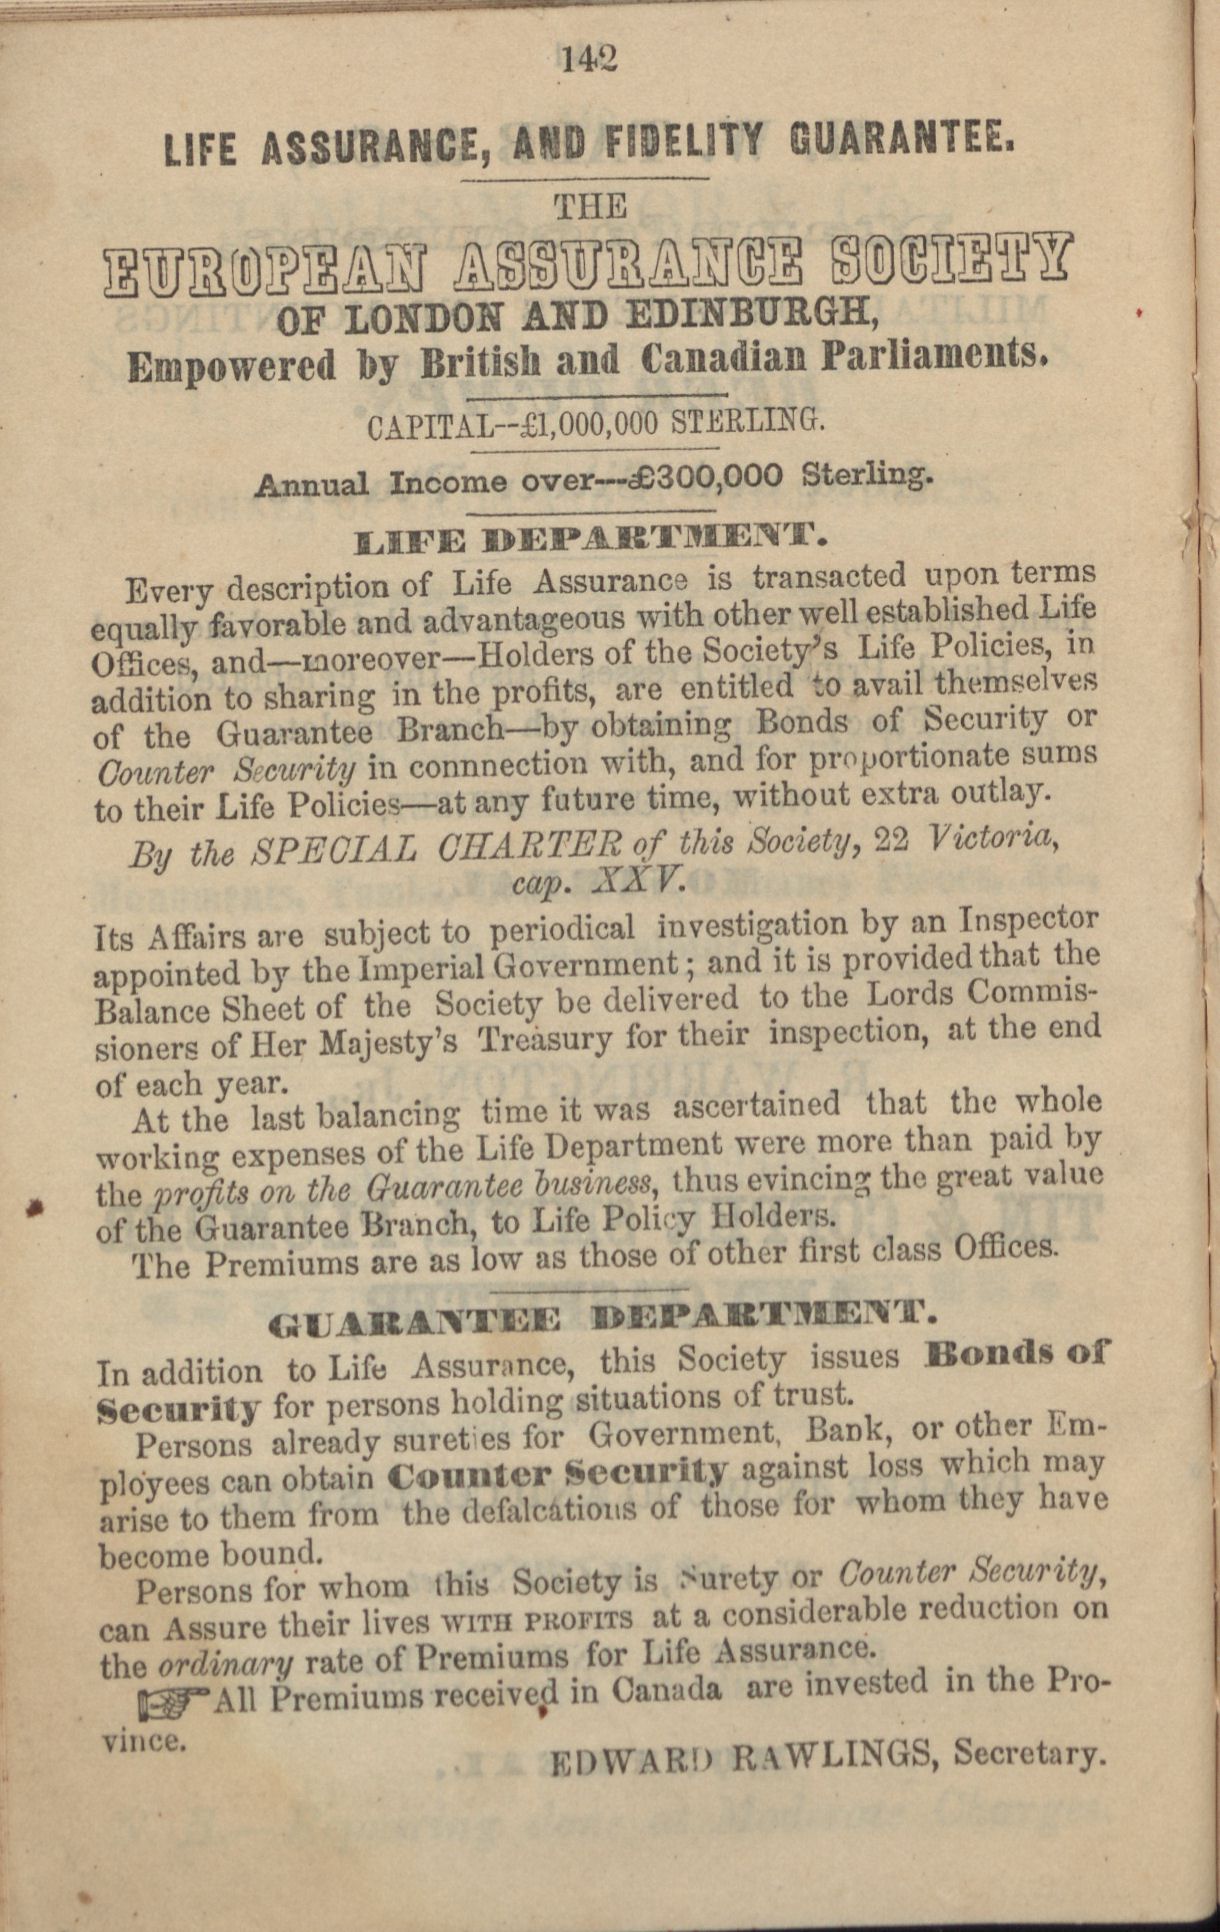 142
LIFE ASSURANCE, AND FIDELITY GUARANTEE.
THE
EUROPEAN ASSURANCE SOCIETY
OF LONDON AND EDINBURGH,
Empowered by British and Canadian Parliaments.
CAPITAL--£1,000,000 STERLING.
Annual Income over---£300,000 Sterling.
LIFE DEPARTMENT.
Every description of Life Assurance is transacted upon terms
equally favorable and advantageous with other well established Life
Offices, and—moreover—Holders of the Society's Life Policies, in
addition to sharing in the profits, are entitled to avail themselves
of the Guarantee Branch—by obtaining Bonds of Security or
Counter Security in connnection with, and for proportionate sums
to their Life Policies—at any future time, without extra outlay.
By the SPECIAL CHARTER of this Society, 22 Victoria,
cap. XXV.
Its Affairs are subject to periodical investigation by an Inspector
appointed by the Imperial Government; and it is provided that the
Balance Sheet of the Society be delivered to the Lords Commis-
sioners of Her Majesty's Treasury for their inspection, at the end
of each year.
At the last balancing time it was ascertained that the whole
working expenses of the Life Department were more than paid by
the profits on the Guarantee business, thus evincing the great value
of the Guarantee Branch, to Life Policy Holders.
The Premiums are as low as those of other first class Offices.
GUARANTEE DEPARTMENT.
In addition to Life Assurance, this Society issues Bonds of
Security for persons holding situations of trust.
Persons already sureties for Government, Bank, or other Em-
ployees can obtain Counter Security against loss which may
arise to them from the defalcations of those for whom they have
become bound.
Persons for whom this Society is Surety or Counter Security,
can Assure their lives WITH PROFITS at a considerable reduction on
the ordinary rate of Premiums for Life Assurance.
☞ All Premiums received in Canada are invested in the Pro-
vince.
EDWARD RAWLINGS, Secretary.